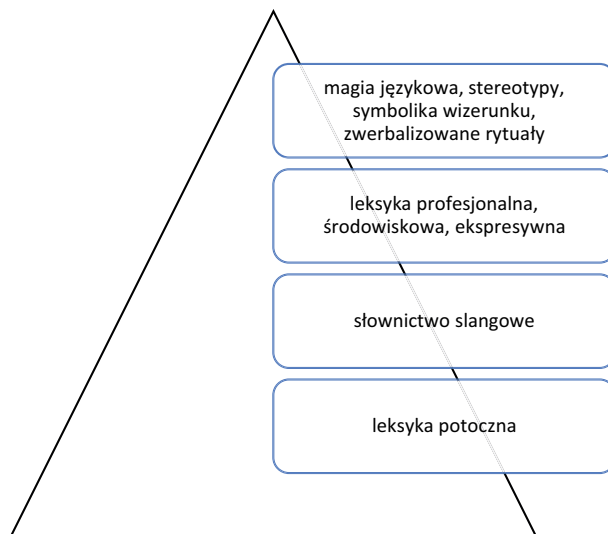 magia językowa, stereotypy,
symbolika wizerunku,
zwerbalizowane rytuały
leksyka profesjonalna,
środowiskowa, ekspresywna
słownictwo slangowe
leksyka potoczna